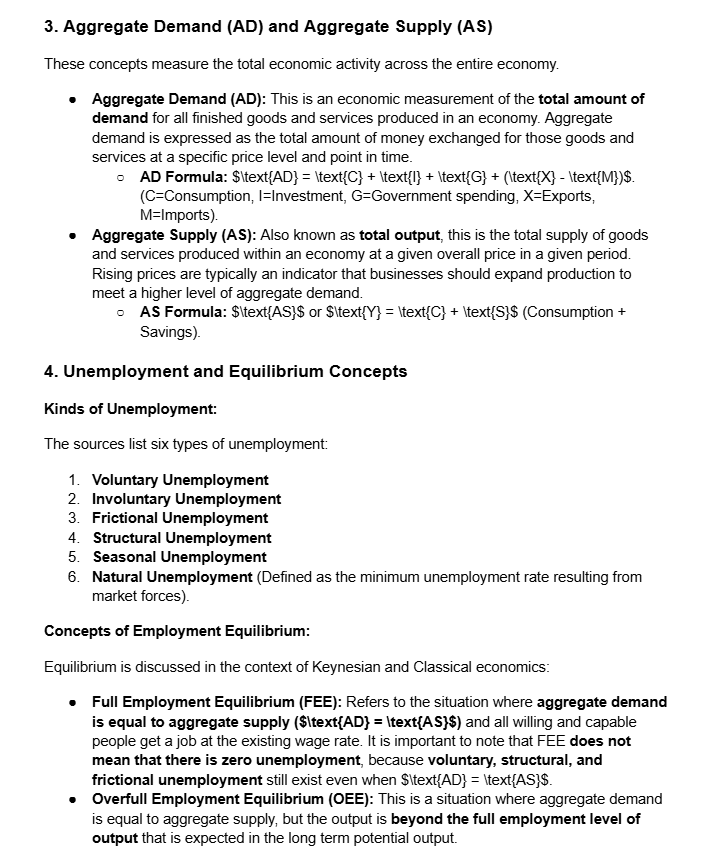 3. Aggregate Demand (AD) and Aggregate Supply (AS)
These concepts measure the total economic activity across the entire economy.
● Aggregate Demand (AD): This is an economic measurement of the total amount of
demand for all finished goods and services produced in an economy. Aggregate
demand is expressed as the total amount of money exchanged for those goods and
services at a specific price level and point in time.
○ AD Formula: $\text{AD} = \text{C} + \text{I} + \text{G} + (\text{X} - \text{M})$.
(C=Consumption, I=Investment, G=Government spending, X=Exports,
M=Imports).
● Aggregate Supply (AS): Also known as total output, this is the total supply of goods
and services produced within an economy at a given overall price in a given period.
Rising prices are typically an indicator that businesses should expand production to
meet a higher level of aggregate demand.
○ AS Formula: $\text{AS}$ or $\text{Y} = \text{C} + \text{S}$ (Consumption +
Savings).
4. Unemployment and Equilibrium Concepts
Kinds of Unemployment:
The sources list six types of unemployment:
1. Voluntary Unemployment
2. Involuntary Unemployment
3. Frictional Unemployment
4. Structural Unemployment
5. Seasonal Unemployment
6. Natural Unemployment (Defined as the minimum unemployment rate resulting from
market forces).
Concepts of Employment Equilibrium:
Equilibrium is discussed in the context of Keynesian and Classical economics:
● Full Employment Equilibrium (FEE): Refers to the situation where aggregate demand
is equal to aggregate supply ($\text{AD} = \text{AS}$) and all willing and capable
people get a job at the existing wage rate. It is important to note that FEE does not
mean that there is zero unemployment, because voluntary, structural, and
frictional unemployment still exist even when $\text{AD} = \text{AS}$.
● Overfull Employment Equilibrium (OEE): This is a situation where aggregate demand
is equal to aggregate supply, but the output is beyond the full employment level of
output that is expected in the long term potential output.